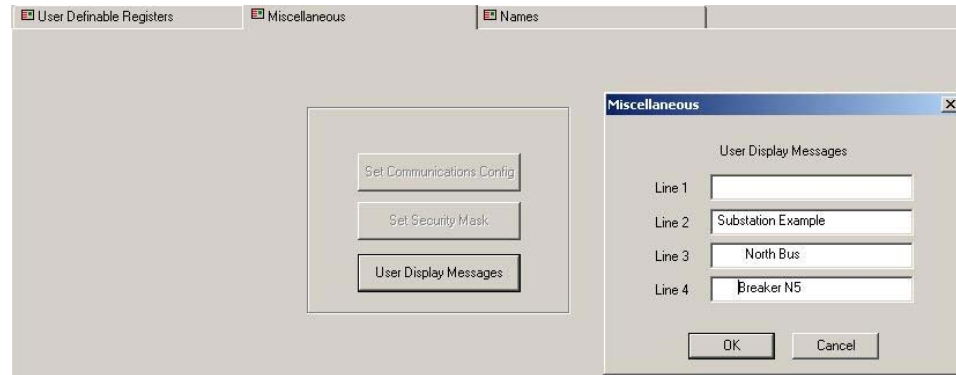 User Definable Registers
Miscellaneous
Names
Set Communications Config
Set Security Mask
User Display Messages
Miscellaneous
User Display Messages
Line 1
Line 2 Substation Example
Line 3 North Bus
Line 4 Breaker N5
OK
Cancel